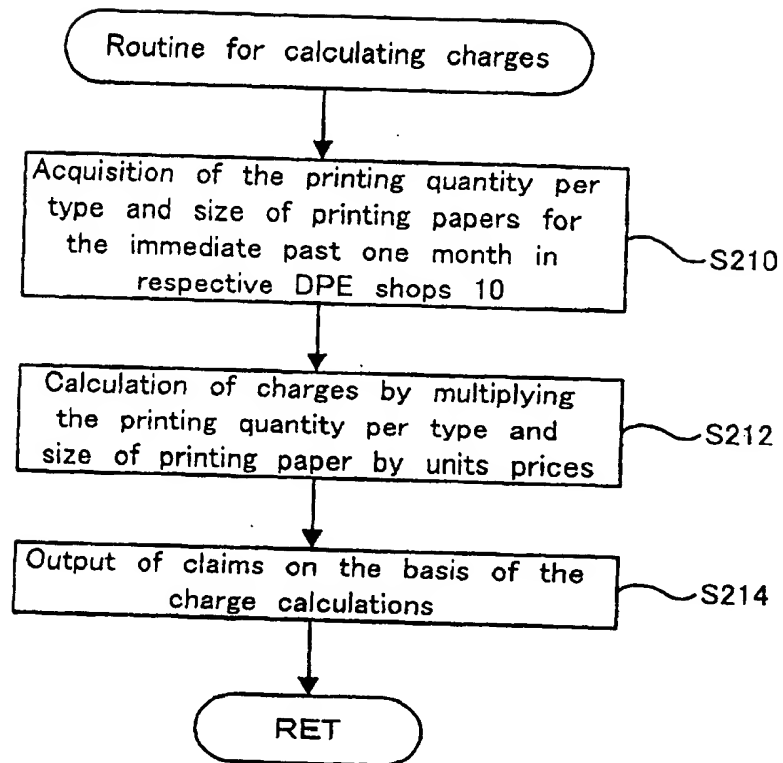 Routine for calculating charges
Acquisition of the printing quantity per
type and size of printing papers for
the immediate past one month in
respective DPE shops 10
S210
Calculation of charges by multiplying
the printing quantity per type and
size of printing paper by units prices
S212
Output of claims on the basis of the
charge calculations
S214
RET